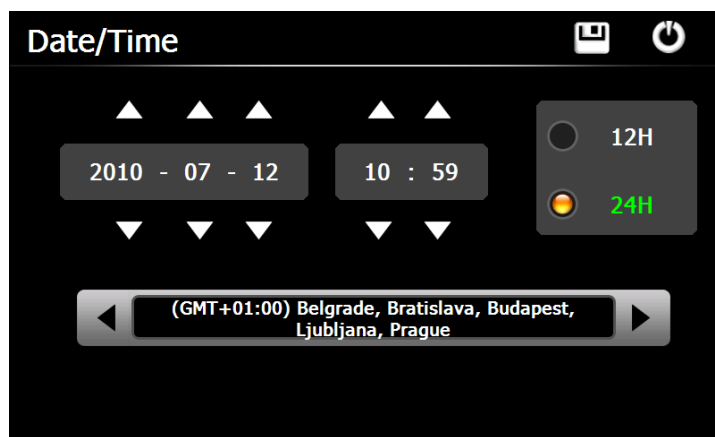 Date/Time
2010 - 07 - 12
10 : 59
12H
24H
(GMT+01:00) Belgrade, Bratislava, Budapest,
Ljubljana, Prague